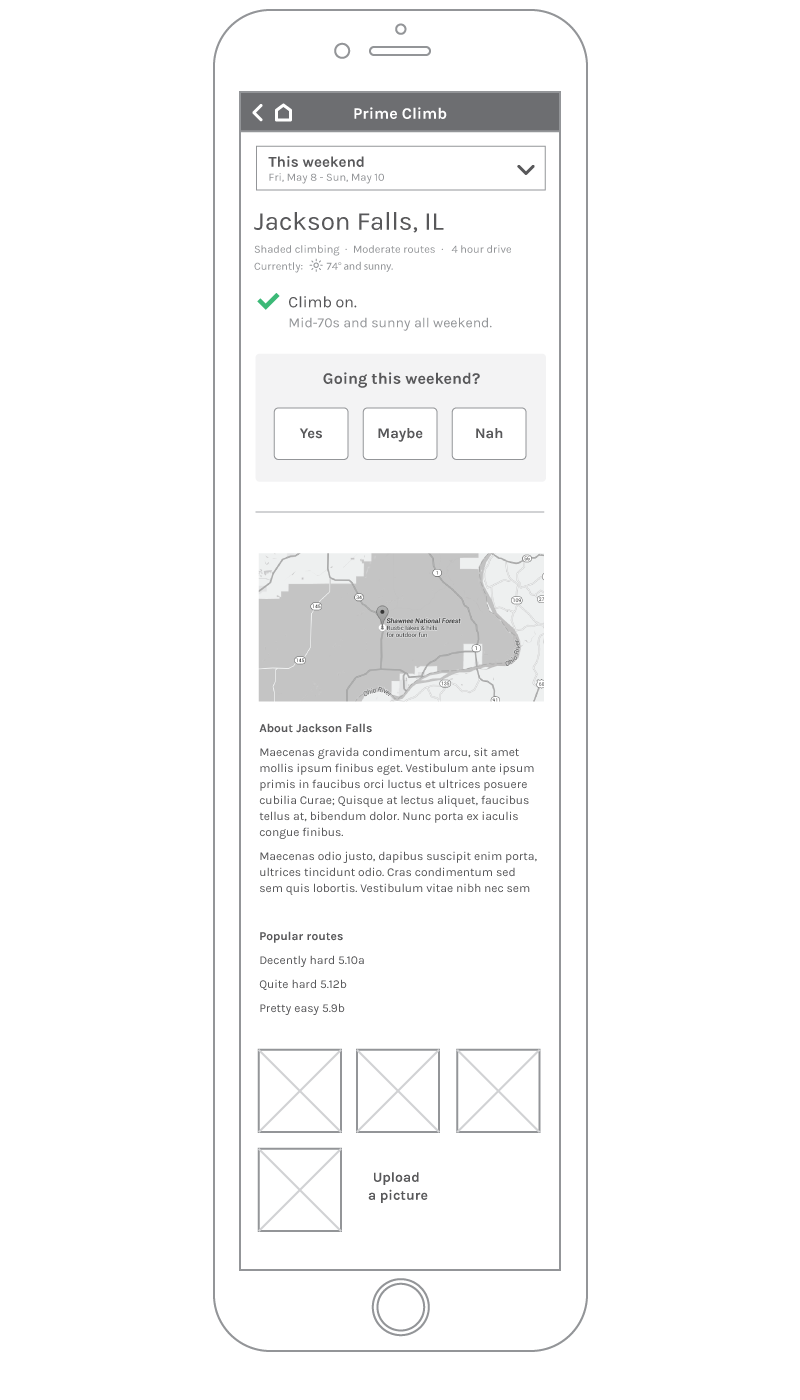 Prime Climb
This weekend
Fri, May 8 - Sun, May 10
Jackson Falls, IL
Shaded climbing · Moderate routes · 4 hour drive
Currently: 74° and sunny.
Climb on.
Mid-70s and sunny all weekend.
Going this weekend?
Yes Maybe Nah
1
34
145
109
Shawnee National Forest
Rustic lakes & hills
for outdoor fun
1
145
Ohio River
Ohio River
About Jackson Falls
Maecenas gravida condimentum arcu, sit amet
mollis ipsum finibus eget. Vestibulum ante ipsum
primis in faucibus orci luctus et ultrices posuere
cubilia Curae; Quisque at lectus aliquet, faucibus
tellus at, bibendum dolor. Nunc porta ex iaculis
congue finibus.
Maecenas odio justo, dapibus suscipit enim porta,
ultrices tincidunt odio. Cras condimentum sed
sem quis lobortis. Vestibulum vitae nibh nec sem
Popular routes
Decently hard 5.10a
Quite hard 5.12b
Pretty easy 5.9b
Upload
a picture